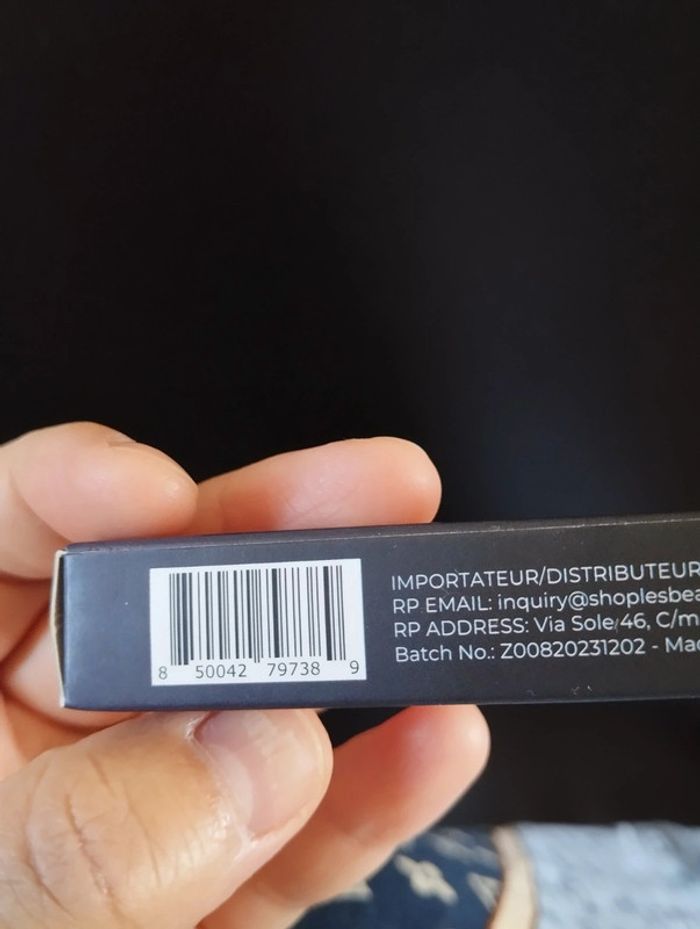 IMPORTATEUR/DISTRIBUTEUR
RP EMAIL: inquiry@shoplesbea
RP ADDRESS: Via Sole 46, C/m
Batch No.: Z00820231202 - Mad
8 50042 79738 9